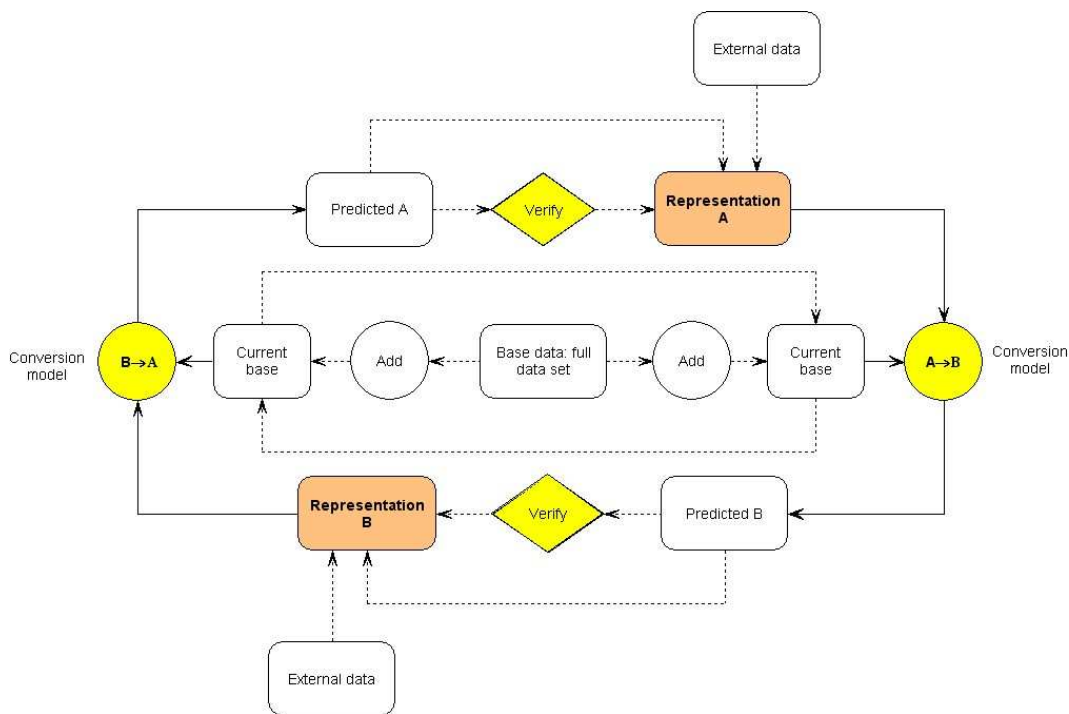 External data
Predicted A
Verify
Representation
A
Conversion
model
B→A
Current
base
Add
Base data: full
data set
Add
Current
base
A→B
Conversion
model
Representation
B
Verify
Predicted B
External data